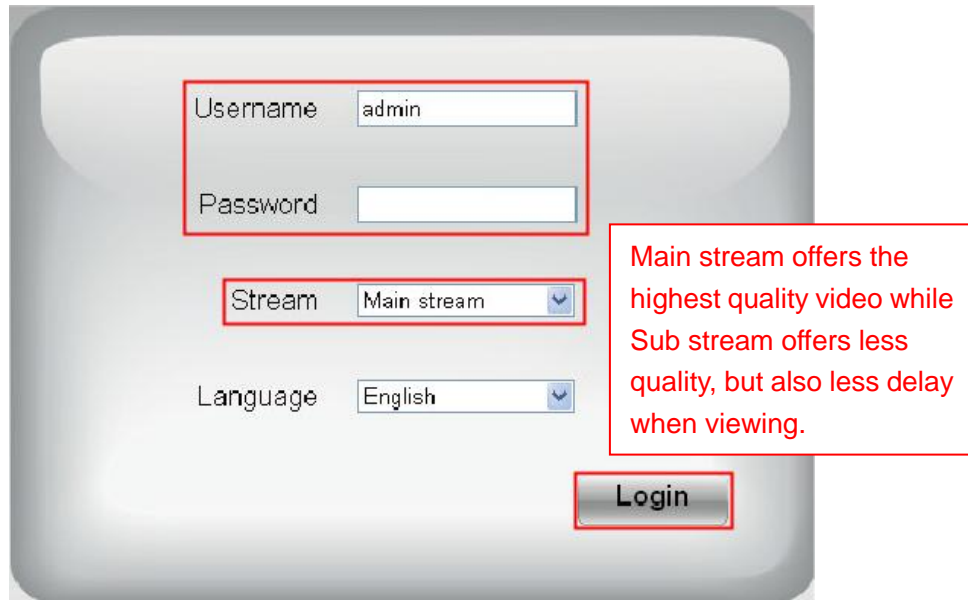 Username admin
Password
Main stream offers the
highest quality video while
Sub stream offers less
quality, but also less delay
when viewing.
Stream Main stream
Language English
Login